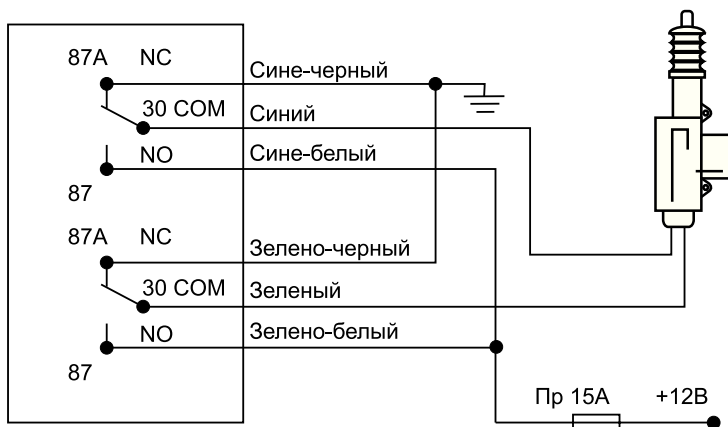 87A NC
Сине-черный
30 COM
Синий
NO
Сине-белый
87
87A NC
Зелено-черный
30 COM
Зеленый
NO
Зелено-белый
87
Пр 15А +12В